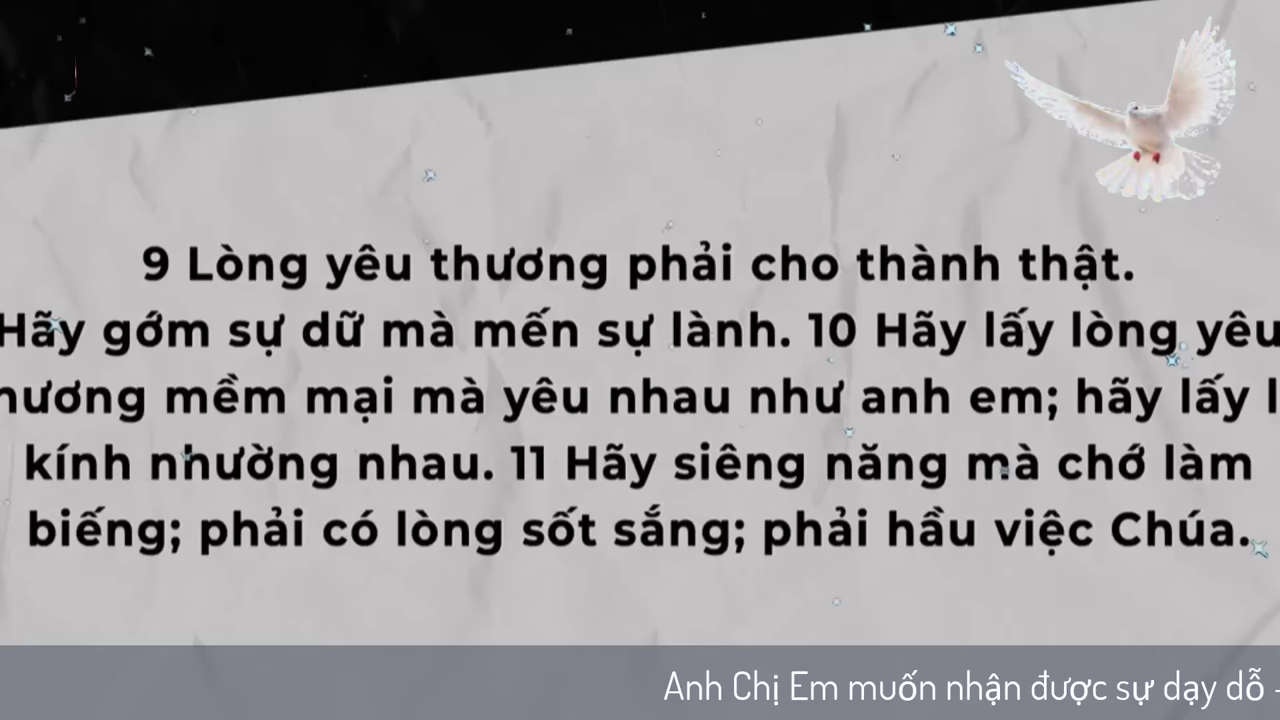 9 Lòng yêu thương phải cho thành thật.
Hãy gớm sự dữ mà mến sự lành. 10 Hãy lấy lòng yêu
hương mềm mại mà yêu nhau như anh em; hãy lấy l
kính nhường nhau. 11 Hãy siêng năng mà chớ làm
biếng; phải có lòng sốt sắng; phải hầu việc Chúa.
Anh Chị Em muốn nhận được sự dạy dỗ -